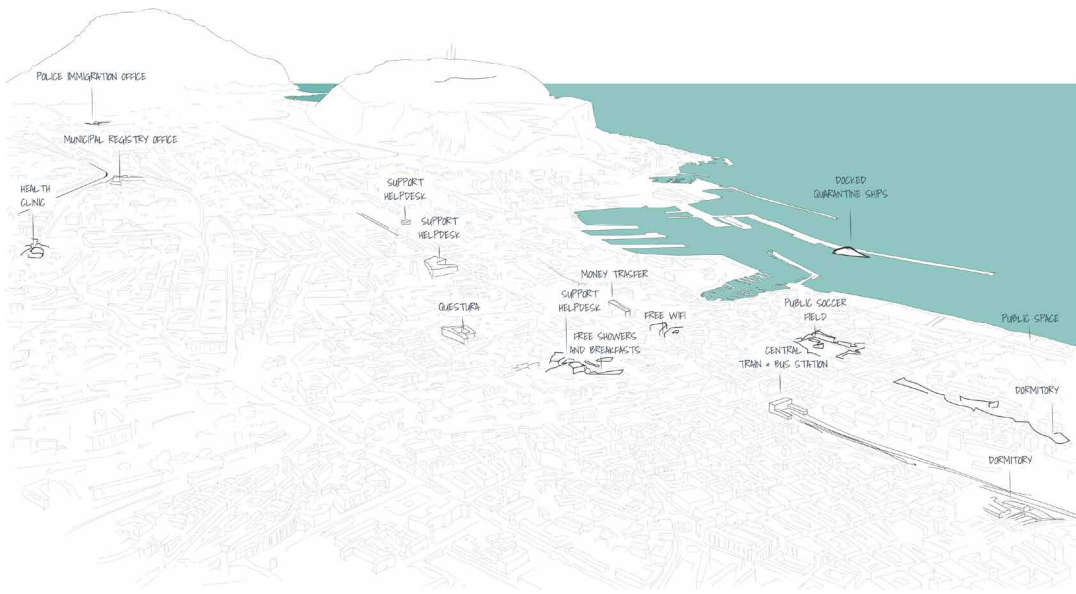 POLICE IMMIGRATION OFFICE
MUNICIPAL REGISTRY OFFICE
HEALTH
CLINIC
SUPPORT
HELPDESK
SUPPORT
HELPDESK
DOCKED
QUARANTINE SHIPS
MONEY TRASFER
QUESTURA
SUPPORT
HELPDESK
FREE WIFI
PUBLIC SOCCER
FIELD
PUBLIC SPACE
FREE SHOWERS
AND BREAKFASTS
CENTRAL
TRAIN + BUS STATION
DORMITORY
DORMITORY